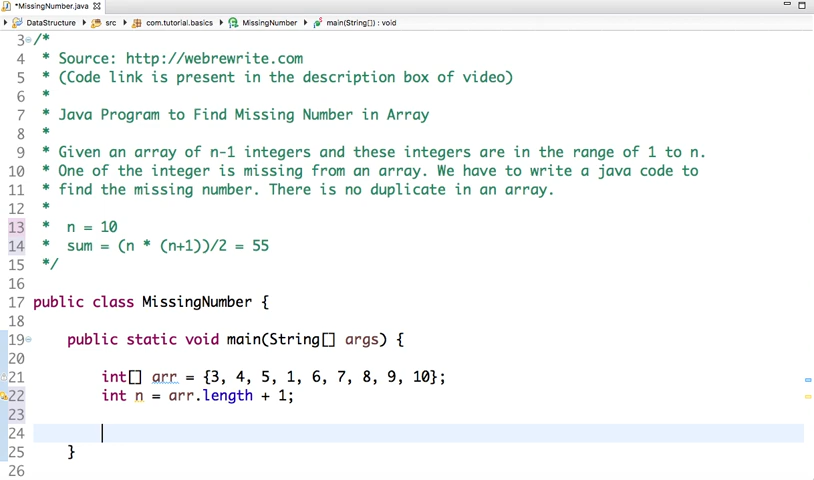 *MissingNumber.java
DataStructure src com.tutorial.basics MissingNumber main(String[]) : void
3 /*
4 * Source: http://webrewrite.com
5 * (Code link is present in the description box of video)
6 *
7 * Java Program to Find Missing Number in Array
8 *
9 * Given an array of n-1 integers and these integers are in the range of 1 to n.
10 * One of the integer is missing from an array. We have to write a java code to
11 * find the missing number. There is no duplicate in an array.
12 *
13 * n = 10
14 * sum = (n * (n+1))/2 = 55
15 */
16
17 public class MissingNumber {
18
19 public static void main(String[] args) {
20
21 int[] arr = {3, 4, 5, 1, 6, 7, 8, 9, 10};
22 int n = arr.length + 1;
23
24
25 }
26